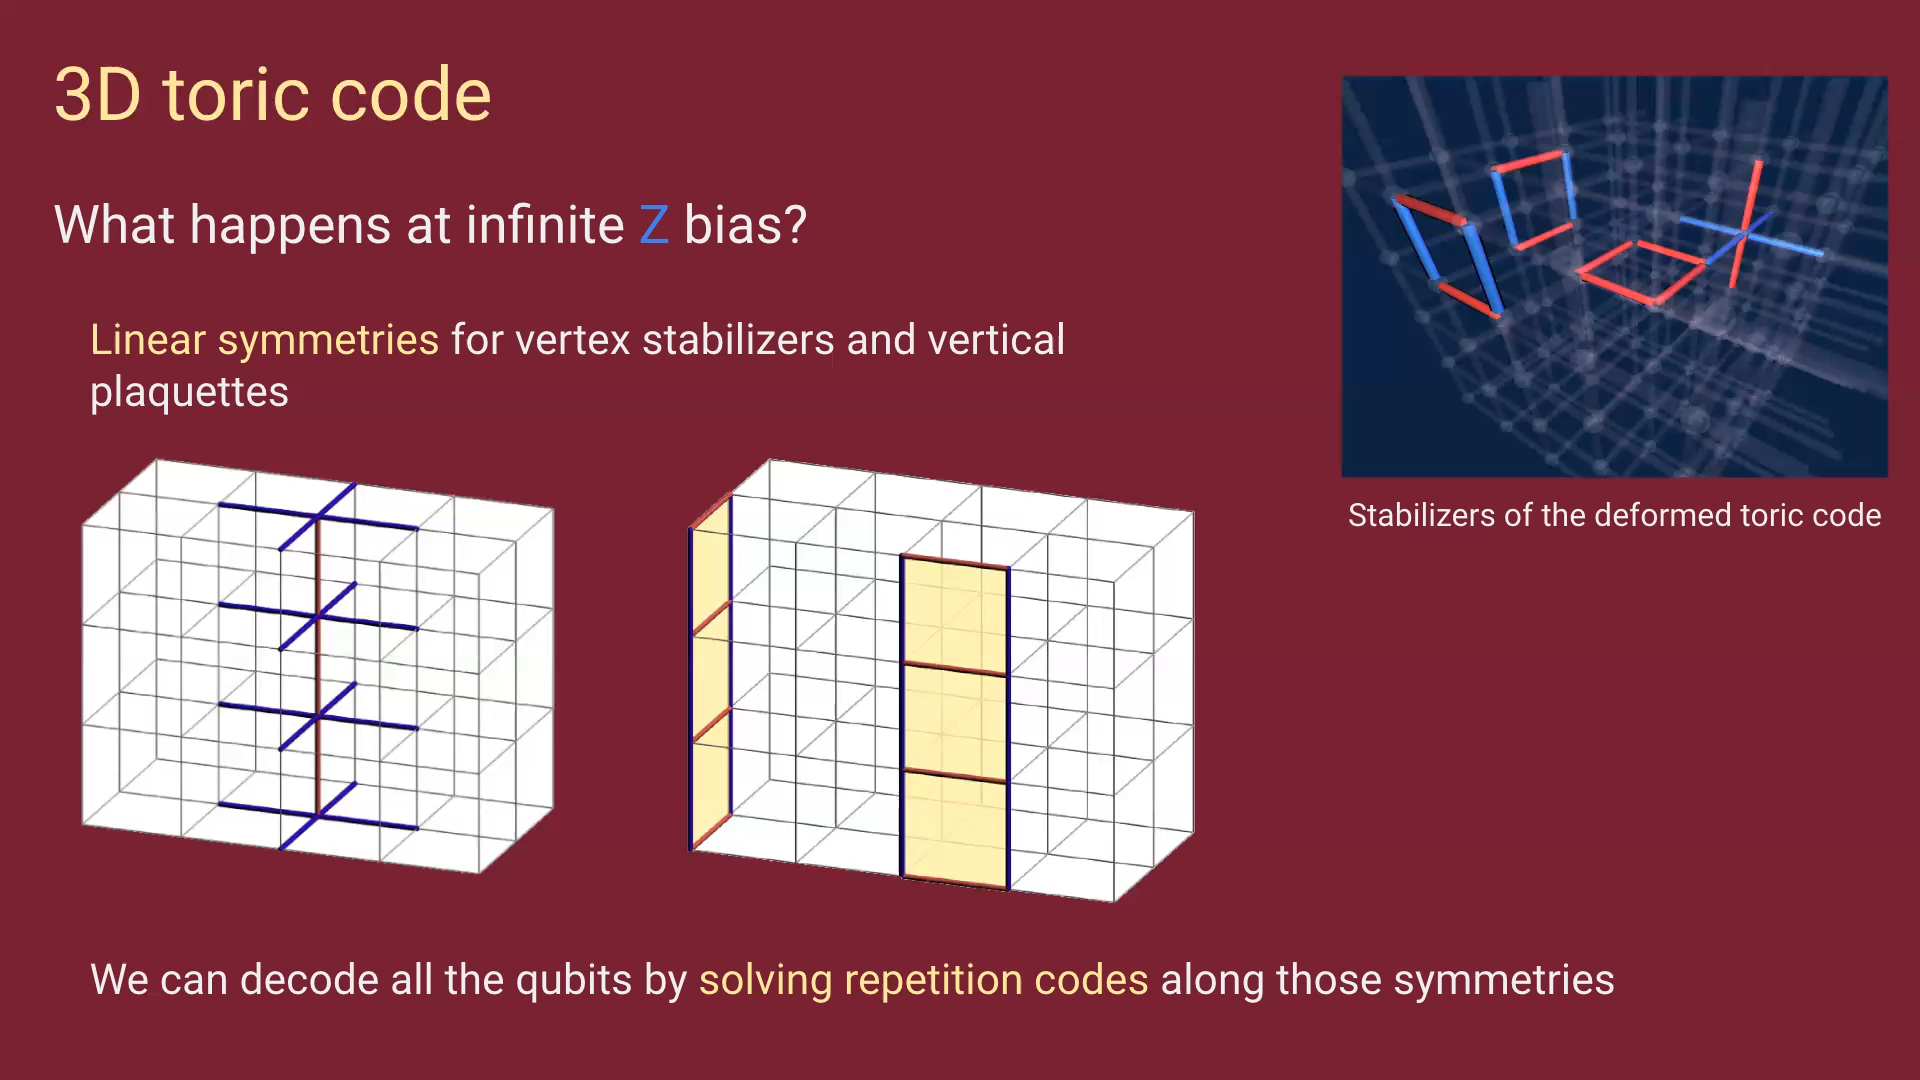 3D toric code
What happens at infinite Z bias?
Linear symmetries for vertex stabilizers and vertical
plaquettes
Stabilizers of the deformed toric code
We can decode all the qubits by solving repetition codes along those symmetries